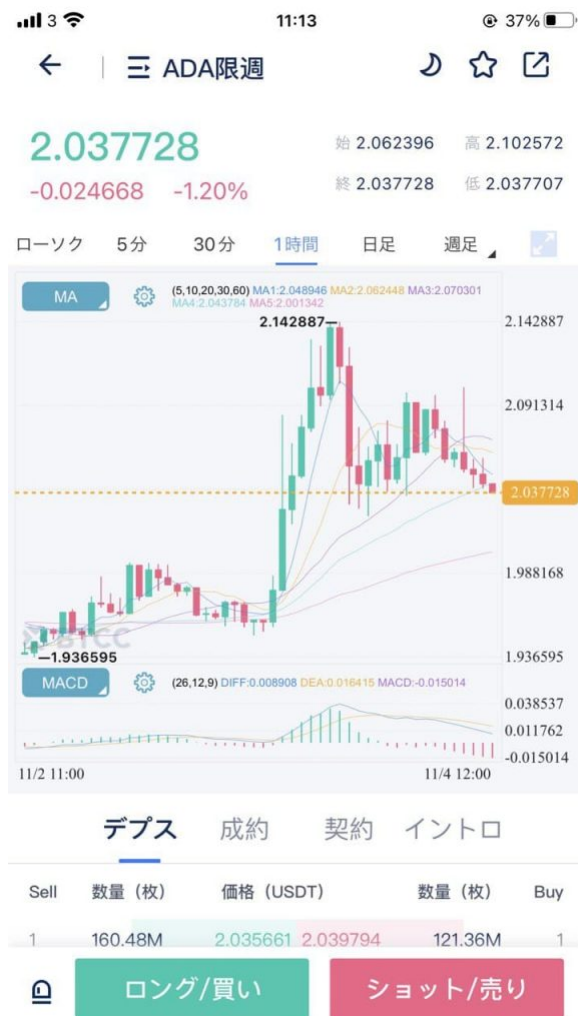 3 11:13 37%
ADA限週
2.037728 始 2.062396 高 2.102572
-0.024668 -1.20% 終 2.037728 低 2.037707
ローソク 5分 30分 1時間 日足 週足
MA (5,10,20,30,60) MA1:2.048946 MA2:2.062448 MA3:2.070301
MA4:2.043784 MA5:2.001342
2.142887 2.142887
2.091314
2.037728
1.988168
BTCC
1.936595 1.936595
MACD (26,12,9) DIFF:0.008908 DEA:0.016415 MACD:-0.015014
0.038537
0.011762
-0.015014
11/2 11:00 11/4 12:00
デプス 成約 契約 イントロ
Sell 数量（枚） 価格（USDT） 数量（枚） Buy
1 160.48M 2.035661 2.039794 121.36M 1
ロング/買い ショット/売り